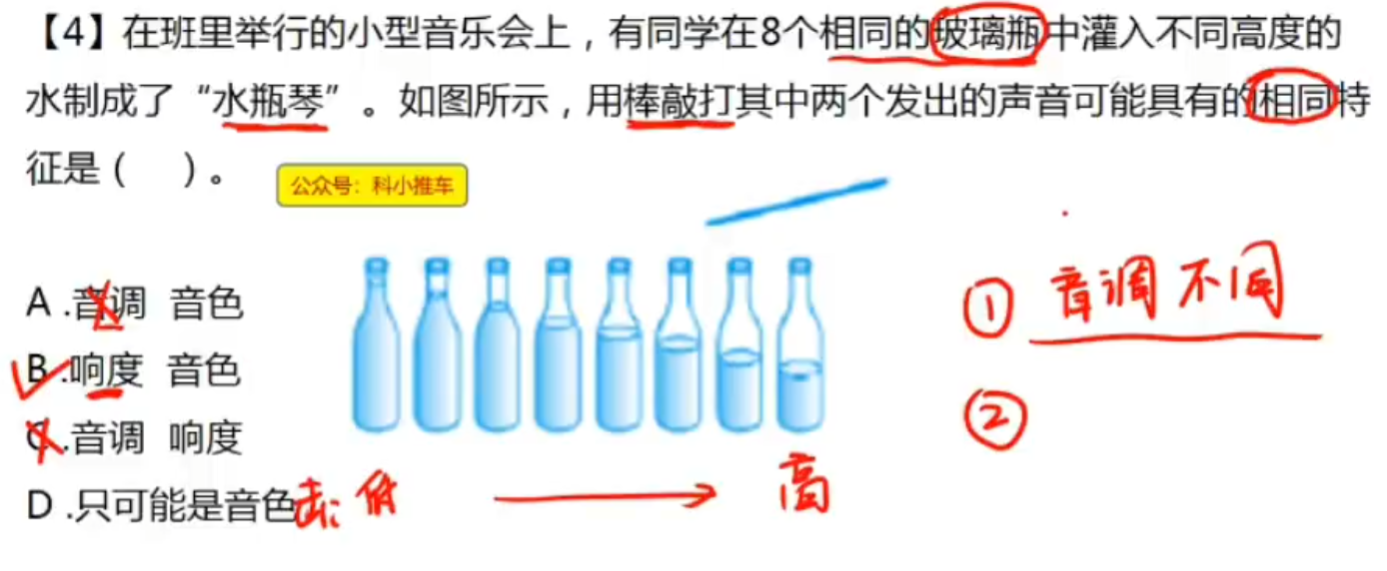 【4】在班里举行的小型音乐会上，有同学在8个相同的玻璃瓶中灌入不同高度的
水制成了“水瓶琴”。如图所示，用棒敲打其中两个发出的声音可能具有的相同特
征是（ ）。
公众号：科小推车
A .音调 音色
B .响度 音色
C .音调 响度
D .只可能是音色
① 音调不同
②
击: 低
高